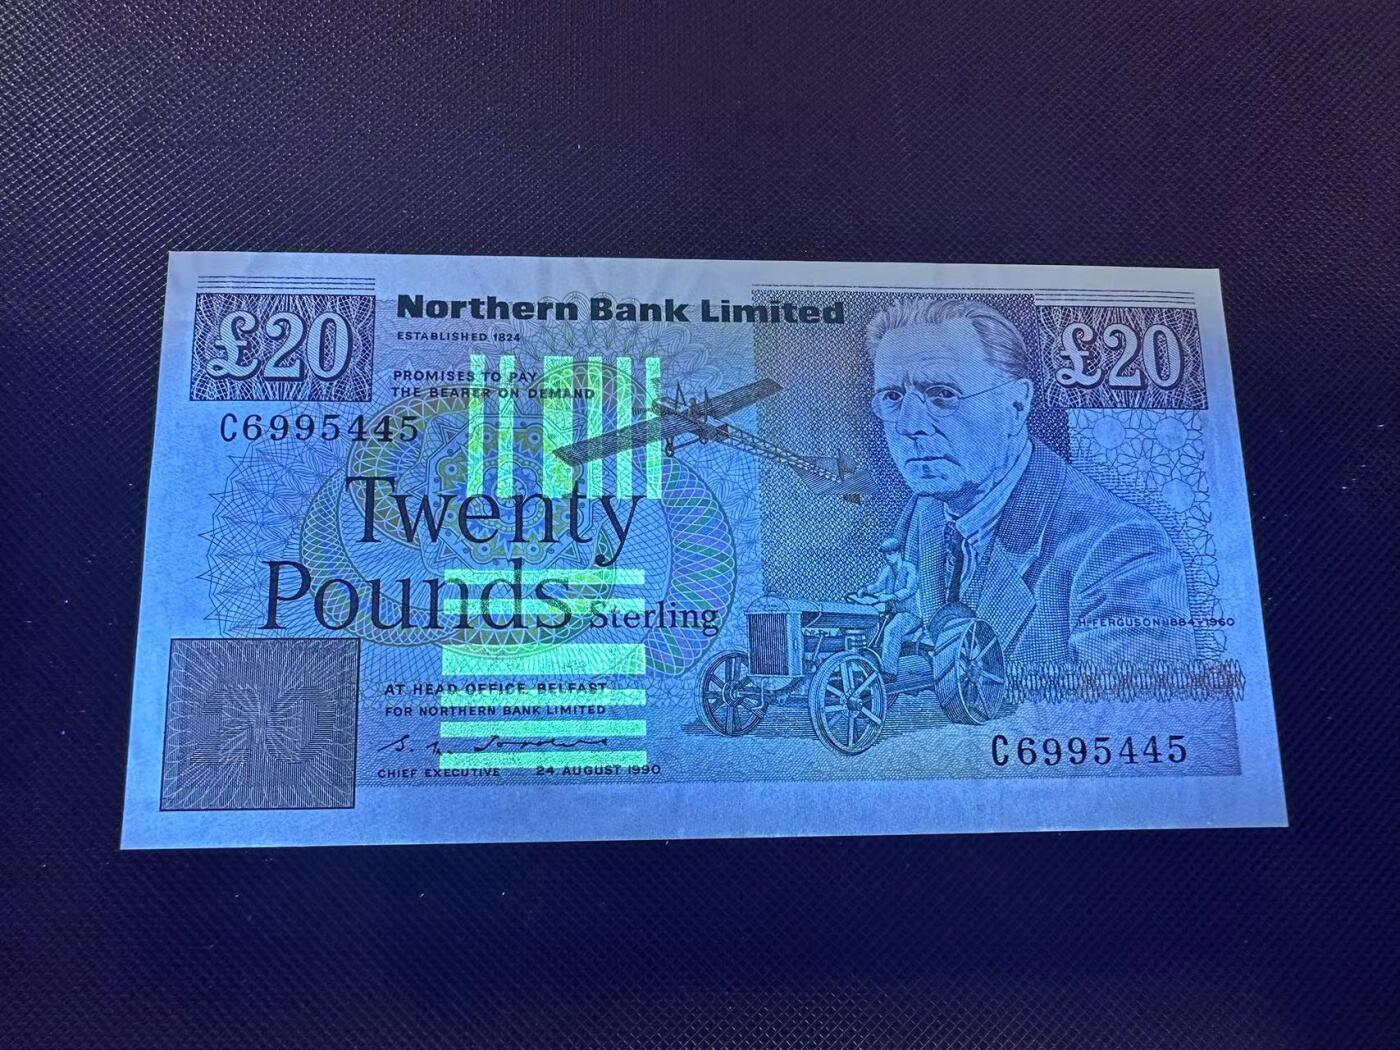 £20
Northern Bank Limited
£20
ESTABLISHED 1824
PROMISES TO PAY
THE BEARER ON DEMAND
C6995445
Twenty
Pounds Sterling
H. FERGUSON 1884-1960
AT HEAD OFFICE, BELFAST
FOR NORTHERN BANK LIMITED
CHIEF EXECUTIVE 24 AUGUST 1990
C6995445